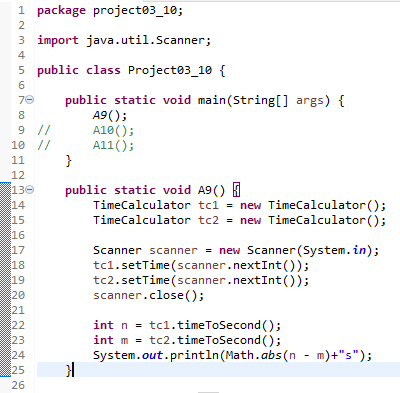 1 package project03_10;
2
3 import java.util.Scanner;
4
5 public class Project03_10 {
6
7 public static void main(String[] args) {
8 A9();
9 // A10();
10 // A11();
11 }
12
13 public static void A9() {
14 TimeCalculator tc1 = new TimeCalculator();
15 TimeCalculator tc2 = new TimeCalculator();
16
17 Scanner scanner = new Scanner(System.in);
18 tc1.setTime(scanner.nextInt());
19 tc2.setTime(scanner.nextInt());
20 scanner.close();
21
22 int n = tc1.timeToSecond();
23 int m = tc2.timeToSecond();
24 System.out.println(Math.abs(n - m)+"s");
25 }
26